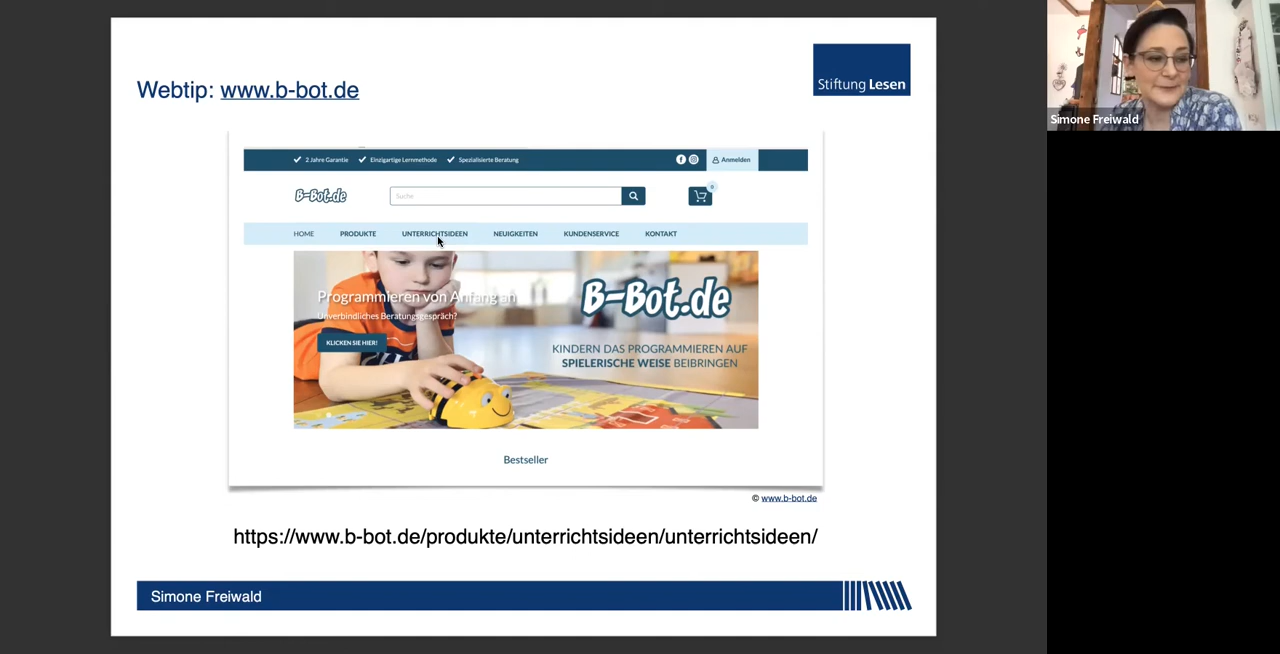 Webtip: www.b-bot.de
Stiftung Lesen
Simone Freiwald
2 Jahre Garantie
Einzigartige Lernmethode
Spezialisierte Beratung
Anmelden
B-Bot.de
Suche
0
HOME PRODUKTE UNTERRICHTSIDEEN NEUIGKEITEN KUNDENSERVICE KONTAKT
Programmieren von Anfang an
Unverbindliches Beratungsgespräch?
KLICKEN SIE HIER!
B-Bot.de
KINDERN DAS PROGRAMMIEREN AUF
SPIELERISCHE WEISE BEIBRINGEN
Bestseller
© www.b-bot.de
https://www.b-bot.de/produkte/unterrichtsideen/unterrichtsideen/
Simone Freiwald